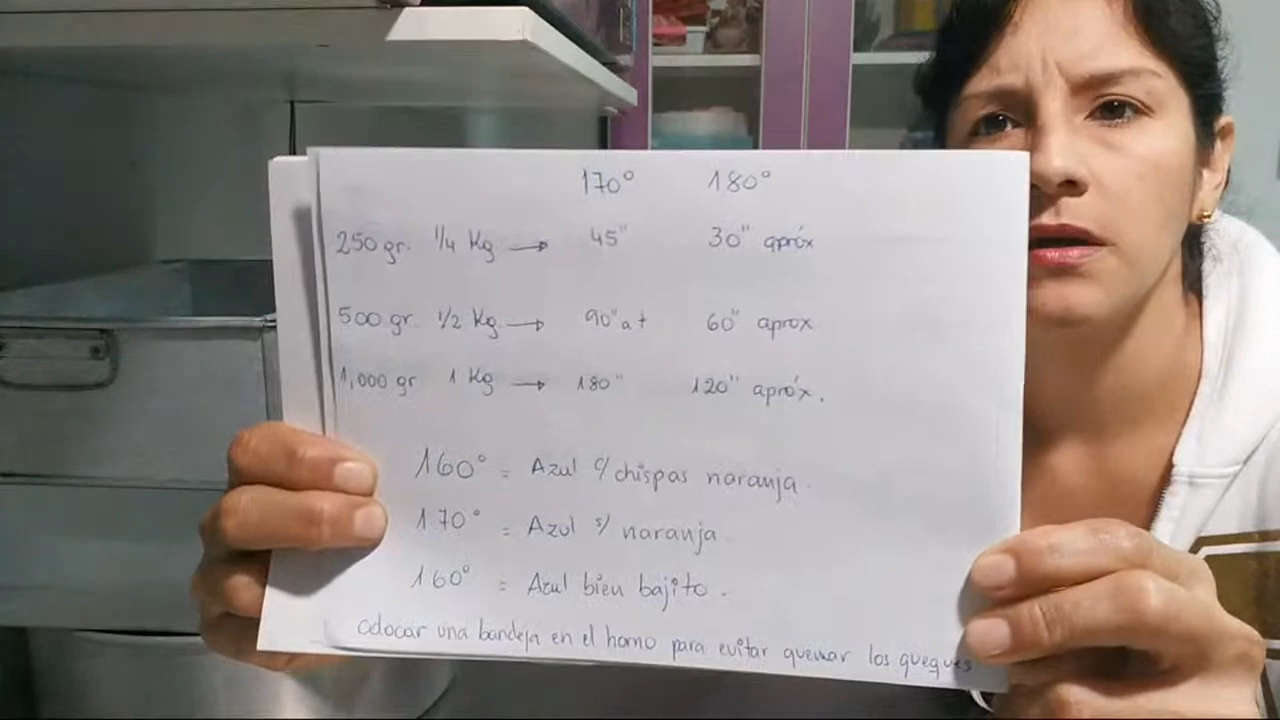 170° 180°
250 gr. 1/4 Kg → 45" 30" apróx
500 gr. 1/2 Kg → 90" a+ 60" aprox
1,000 gr 1 Kg → 180" 120" apróx.
160° = Azul c/ chispas naranja.
170° = Azul s/ naranja
160° = Azul bien bajito.
colocar una bandeja en el horno para evitar quemar los queques